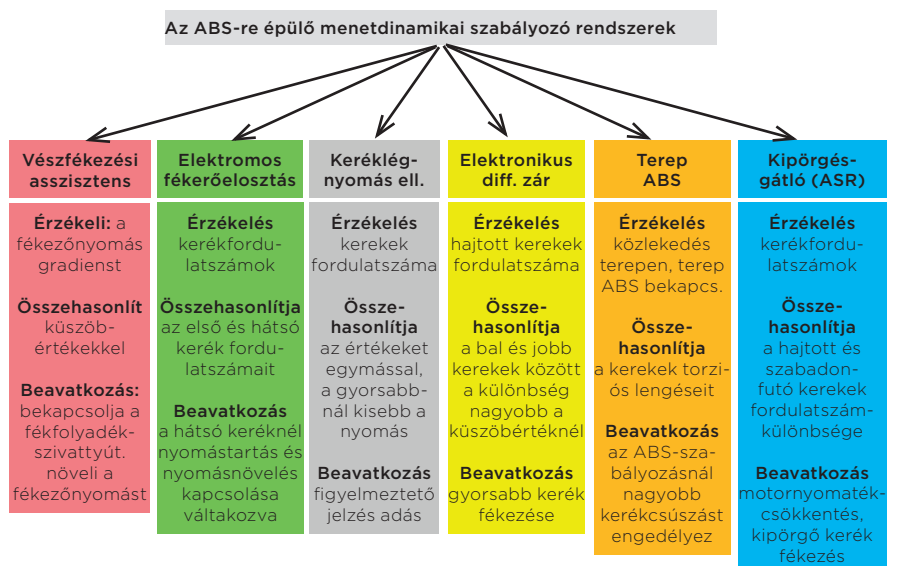 Az ABS-re épülő menetdinamikai szabályozó rendszerek
Vészfékezési
asszisztens
Érzékeli: a
fékezőnyomás
gradienst
Összehasonlít
küszöb-
értékekkel
Beavatkozás:
bekapcsolja a
fékfolyadék-
szivattyút.
növeli a
fékezőnyomást
Elektromos
fékerőelosztás
Érzékelés
kerékfordu-
latszámok
Összehasonlítja
az első és hátsó
kerék fordu-
latszámait
Beavatkozás
a hátsó keréknél
nyomástartás és
nyomásnövelés
kapcsolása
váltakozva
Keréklég-
nyomás ell.
Érzékelés
kerekek
fordulatszáma
Össze-
hasonlítja
az értékeket
egymással,
a gyorsabb-
nál kisebb a
nyomás
Beavatkozás
figyelmeztető
jelzés adás
Elektronikus
diff. zár
Érzékelés
hajtott kerekek
fordulatszáma
Össze-
hasonlítja
a bal és jobb
kerekek között
a különbség
nagyobb a
küszöbértéknél
Beavatkozás
gyorsabb kerék
fékezése
Terep
ABS
Érzékelés
közlekedés
terepen, terep
ABS bekapcs.
Össze-
hasonlítja
a kerekek torzi-
ós lengéseit
Beavatkozás
az ABS-sza-
bályozásnál
nagyobb
kerékcsúszást
engedélyez
Kipörgés-
gátló (ASR)
Érzékelés
kerékfordu-
latszámok
Össze-
hasonlítja
a hajtott és
szabadon-
futó kerekek
fordulatszám-
különbsége
Beavatkozás
motornyomaték-
csökkentés,
kipörgő kerék
fékezés